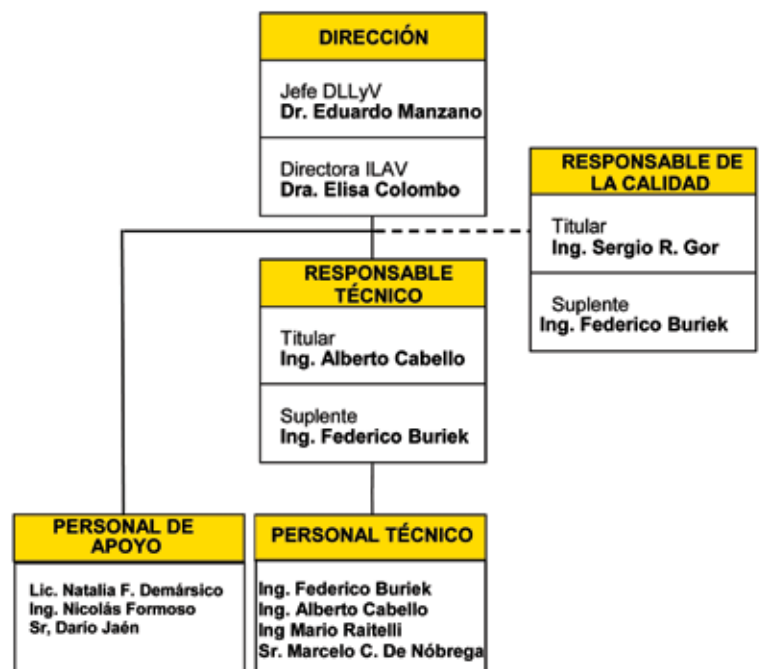 DIRECCIÓN
Jefe DLLyV
Dr. Eduardo Manzano
Directora ILAV
Dra. Elisa Colombo
RESPONSABLE DE
LA CALIDAD
Titular
Ing. Sergio R. Gor
Suplente
Ing. Federico Buriek
RESPONSABLE
TÉCNICO
Titular
Ing. Alberto Cabello
Suplente
Ing. Federico Buriek
PERSONAL DE
APOYO
Lic. Natalia F. Demársico
Ing. Nicolás Formoso
Sr, Darío Jaén
PERSONAL TÉCNICO
Ing. Federico Buriek
Ing. Alberto Cabello
Ing Mario Raitelli
Sr. Marcelo C. De Nóbrega